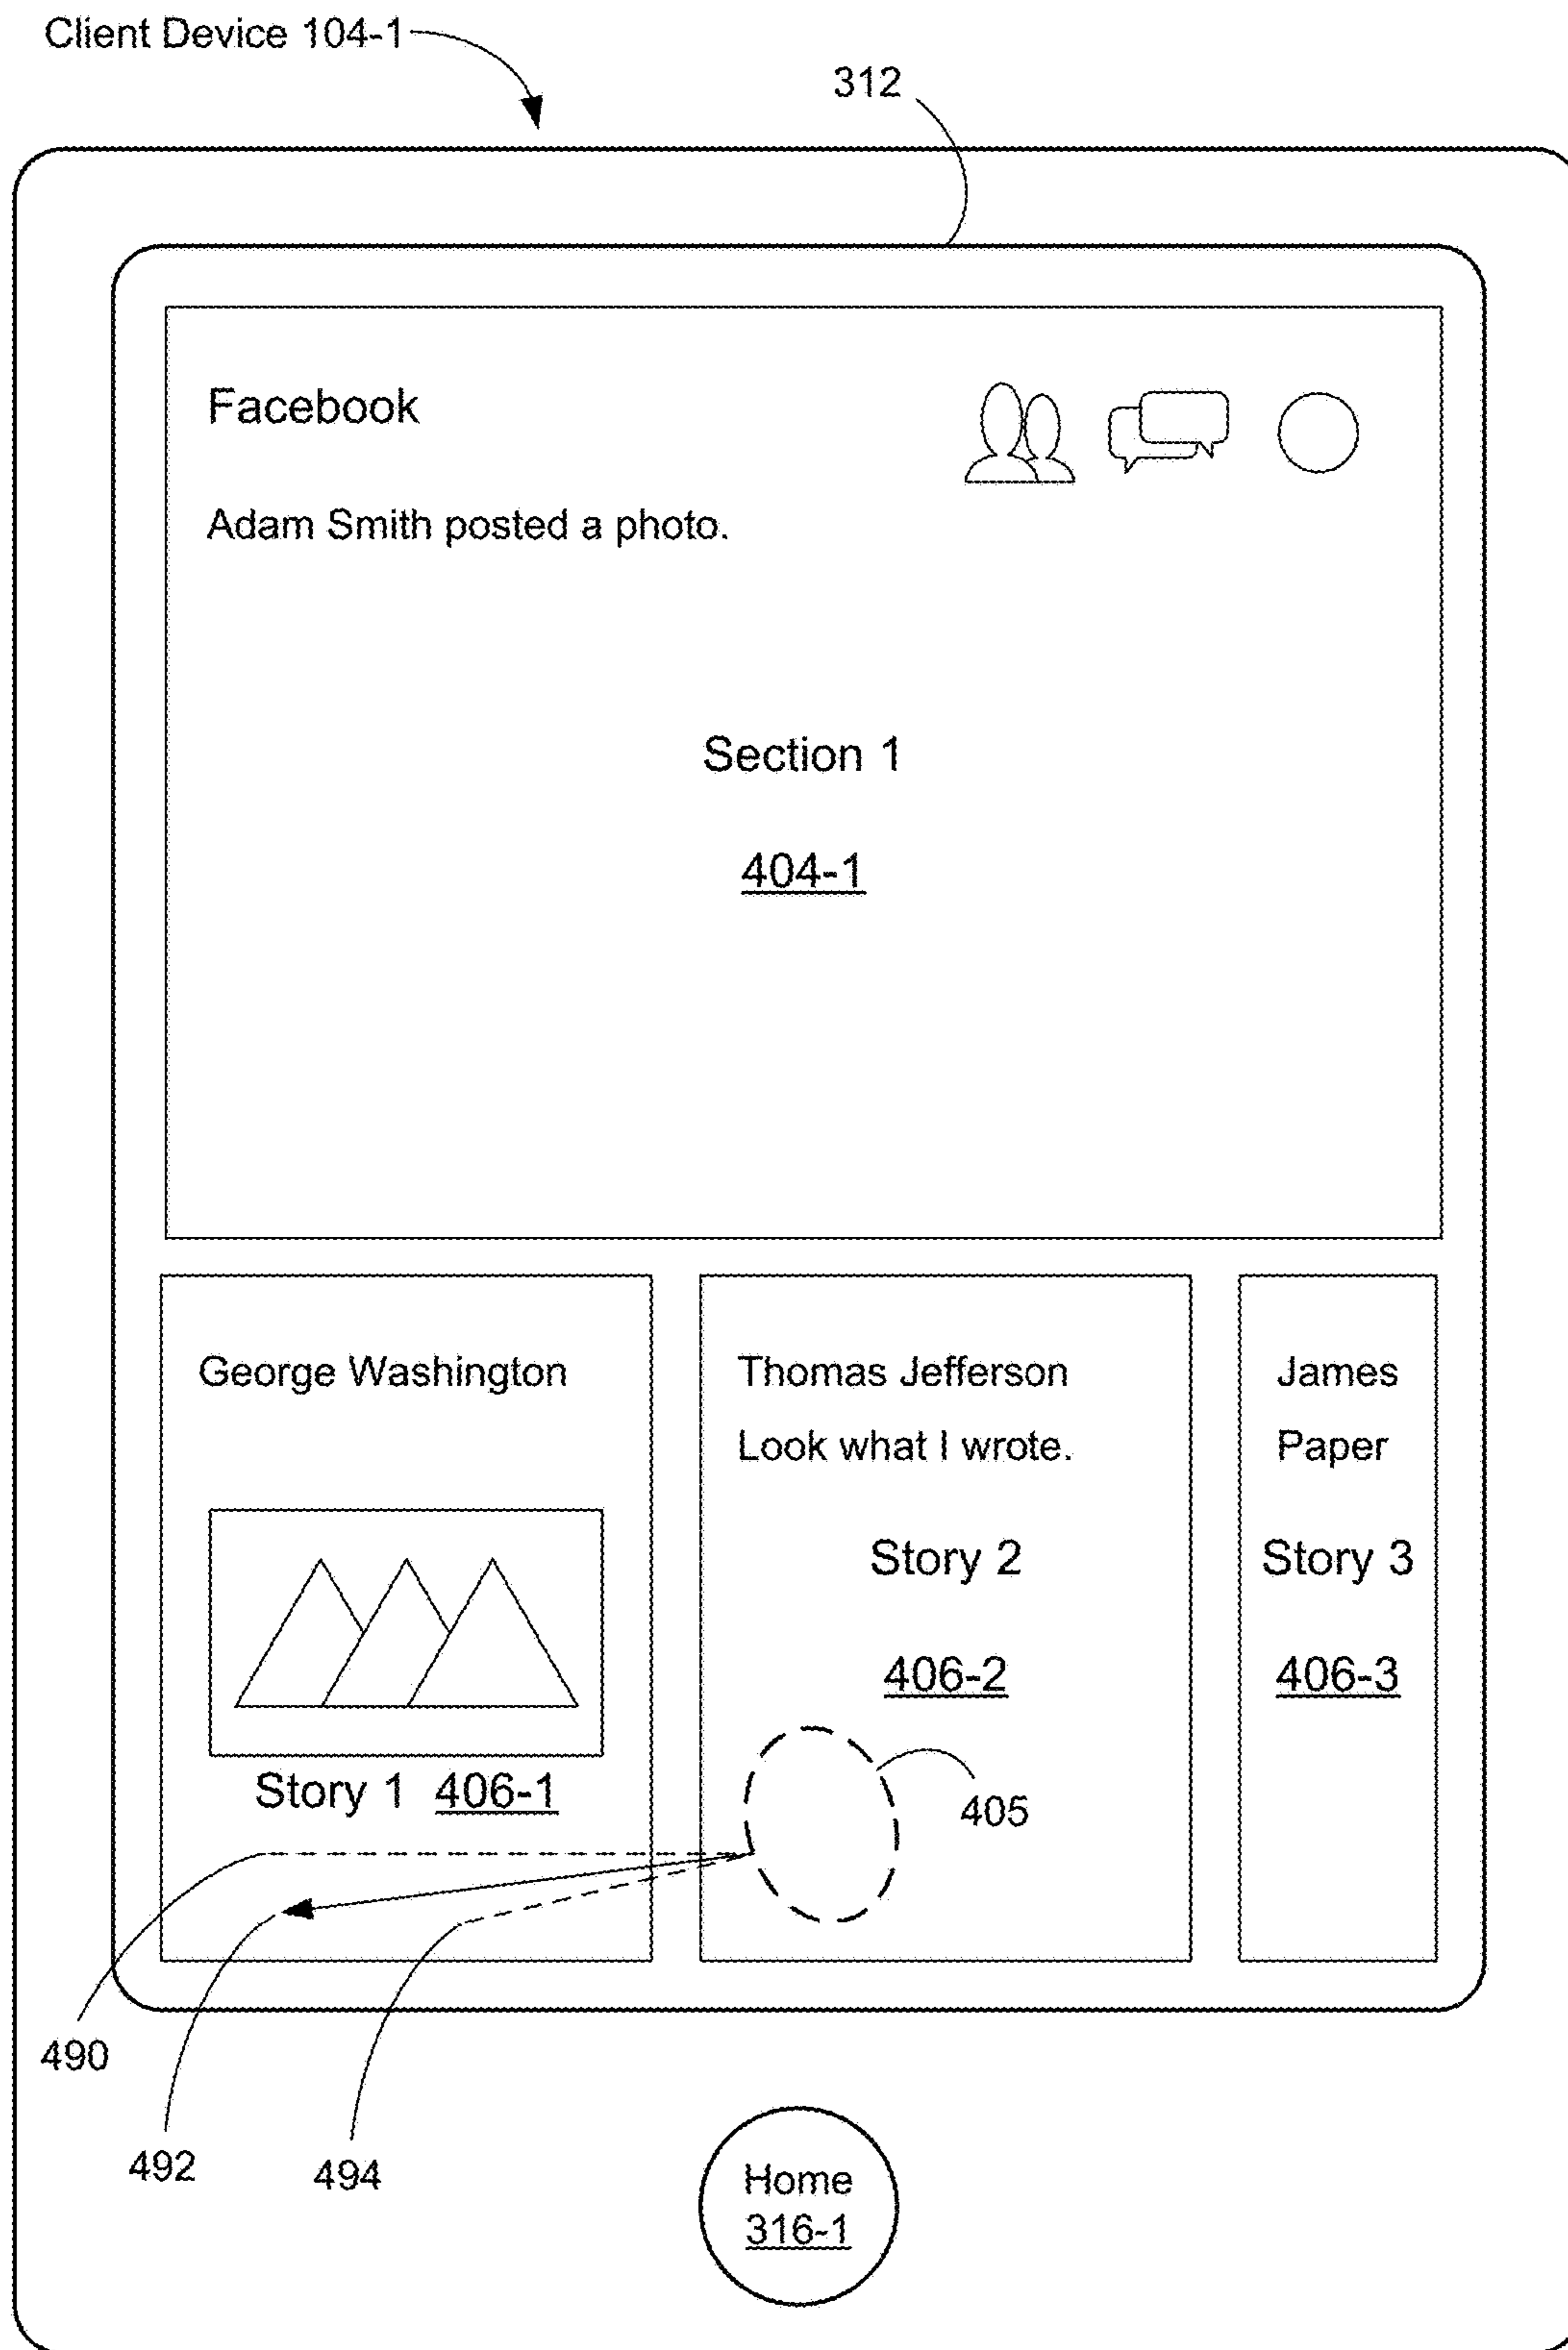 Client Device 104-1
312
Facebook
Adam Smith posted a photo.
Section 1
404-1
George Washington
Story 1 406-1
Thomas Jefferson
Look what I wrote.
Story 2
406-2
405
James
Paper
Story 3
406-3
490
492
494
Home
316-1